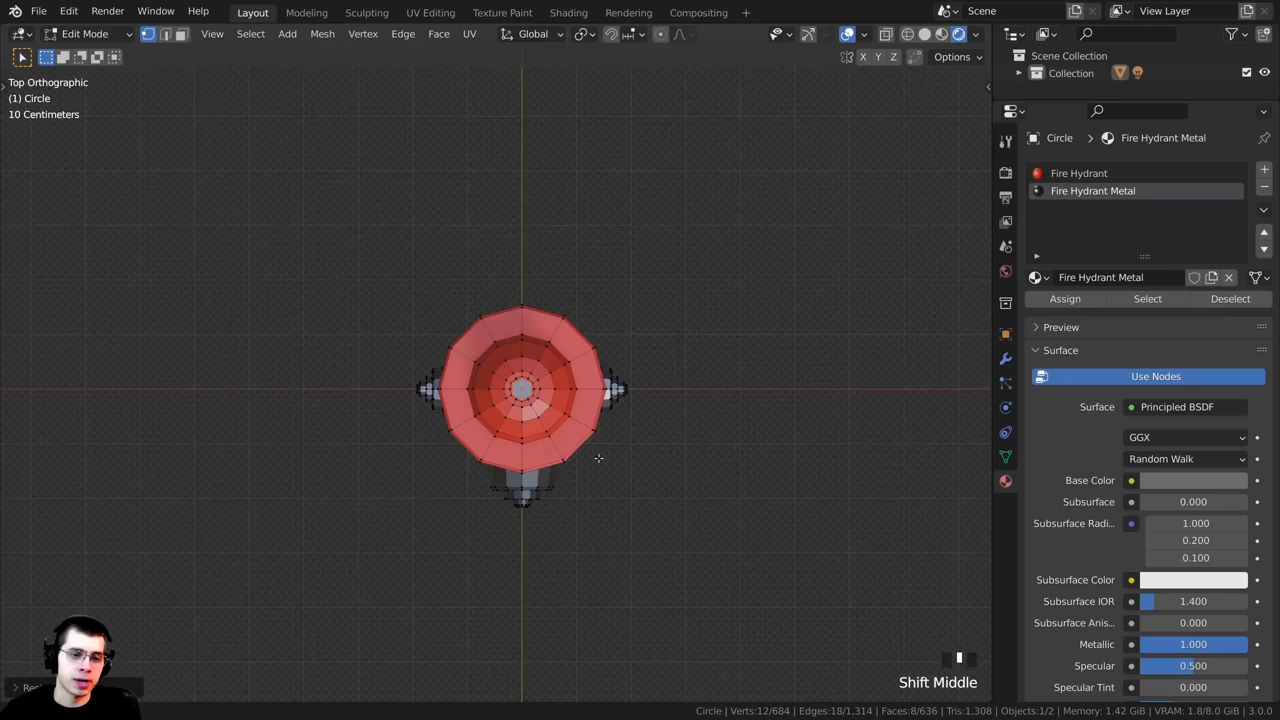 File Edit Render Window Help Layout Modeling Sculpting UV Editing Texture Paint Shading Rendering Compositing + Scene View Layer
Edit Mode View Select Add Mesh Vertex Edge Face UV Global
X Y Z Options
Top Orthographic
(1) Circle
10 Centimeters
Scene Collection
Collection
Circle Fire Hydrant Metal
Fire Hydrant
Fire Hydrant Metal
Fire Hydrant Metal
Assign Select Deselect
Preview
Surface
Use Nodes
Surface Principled BSDF
GGX
Random Walk
Base Color
Subsurface 0.000
Subsurface Radi... 1.000
0.200
0.100
Subsurface Color
Subsurface IOR 1.400
Subsurface Anis... 0.000
Metallic 1.000
Specular 0.500
Specular Tint 0.000
Shift Middle
Circle | Verts:12/684 | Edges:18/1,314 | Faces:8/636 | Tris:1,308 | Objects:1/2 | Memory: 1.42 GiB | VRAM: 1.8/8.0 GiB | 3.0.0